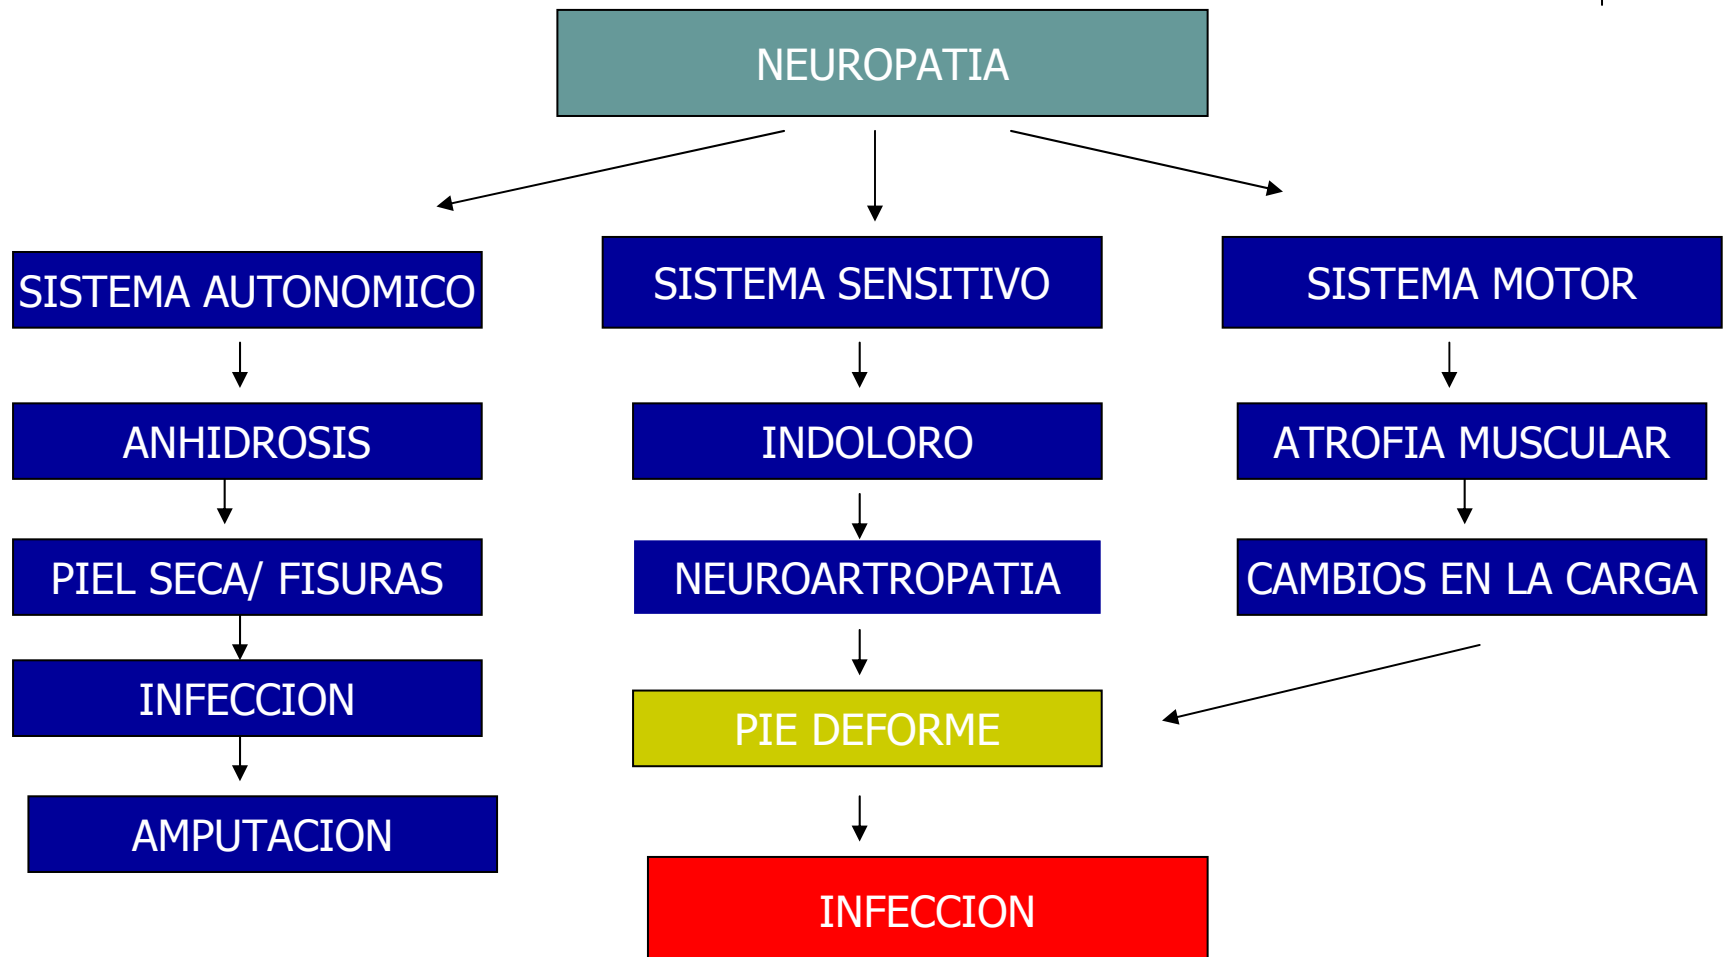 NEUROPATIA
SISTEMA AUTONOMICO
SISTEMA SENSITIVO
SISTEMA MOTOR
ANHIDROSIS
INDOLORO
ATROFIA MUSCULAR
PIEL SECA/ FISURAS
NEUROARTROPATIA
CAMBIOS EN LA CARGA
INFECCION
PIE DEFORME
AMPUTACION
INFECCION